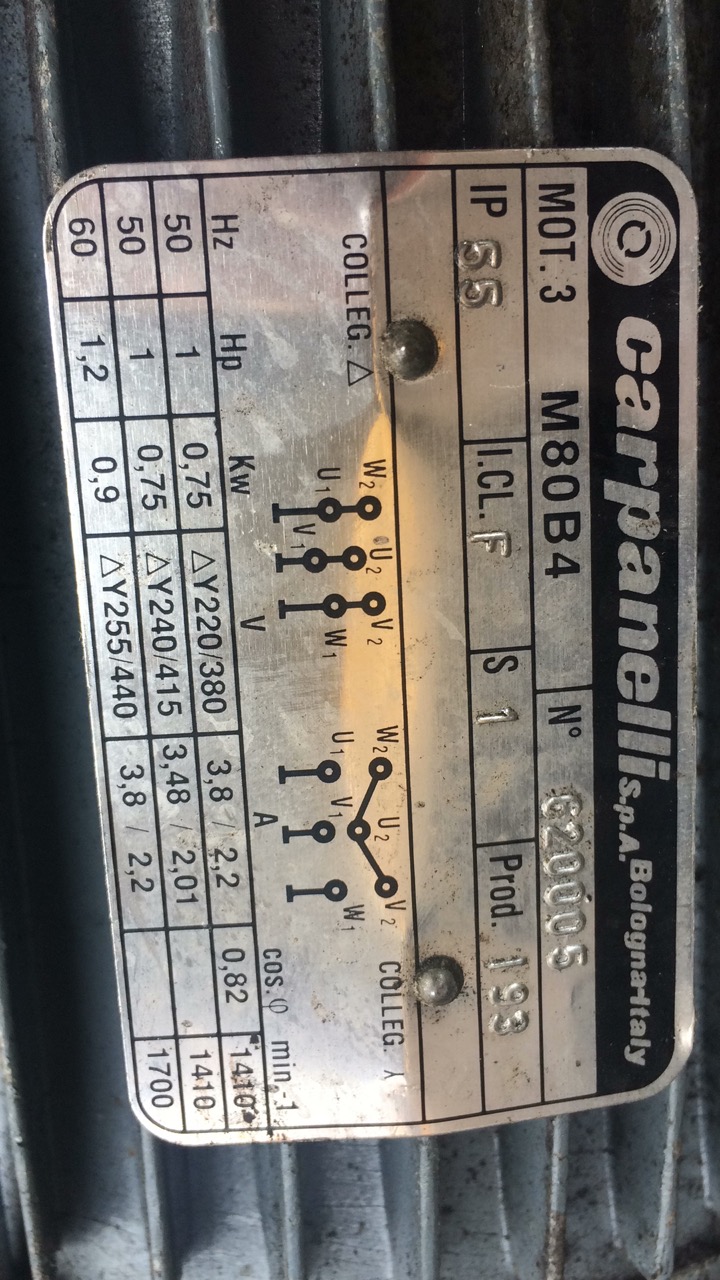 carpanelli S.p.A. Bologna-Italy
MOT. 3 M80B4 N° 620005
IP 55 I.CL. F S 1 Prod. 193
COLLEG. △ COLLEG. Y
W2 U2 V2 W2 U2 V2
U1 V1 W1 U1 V1 W1
Hz Hp Kw V A COS.φ min.-1
50 1 0,75 △Y220/380 3,8 / 2,2 0,82 1410
50 1 0,75 △Y240/415 3,48 / 2,01 1410
60 1,2 0,9 △Y255/440 3,8 / 2,2 1700